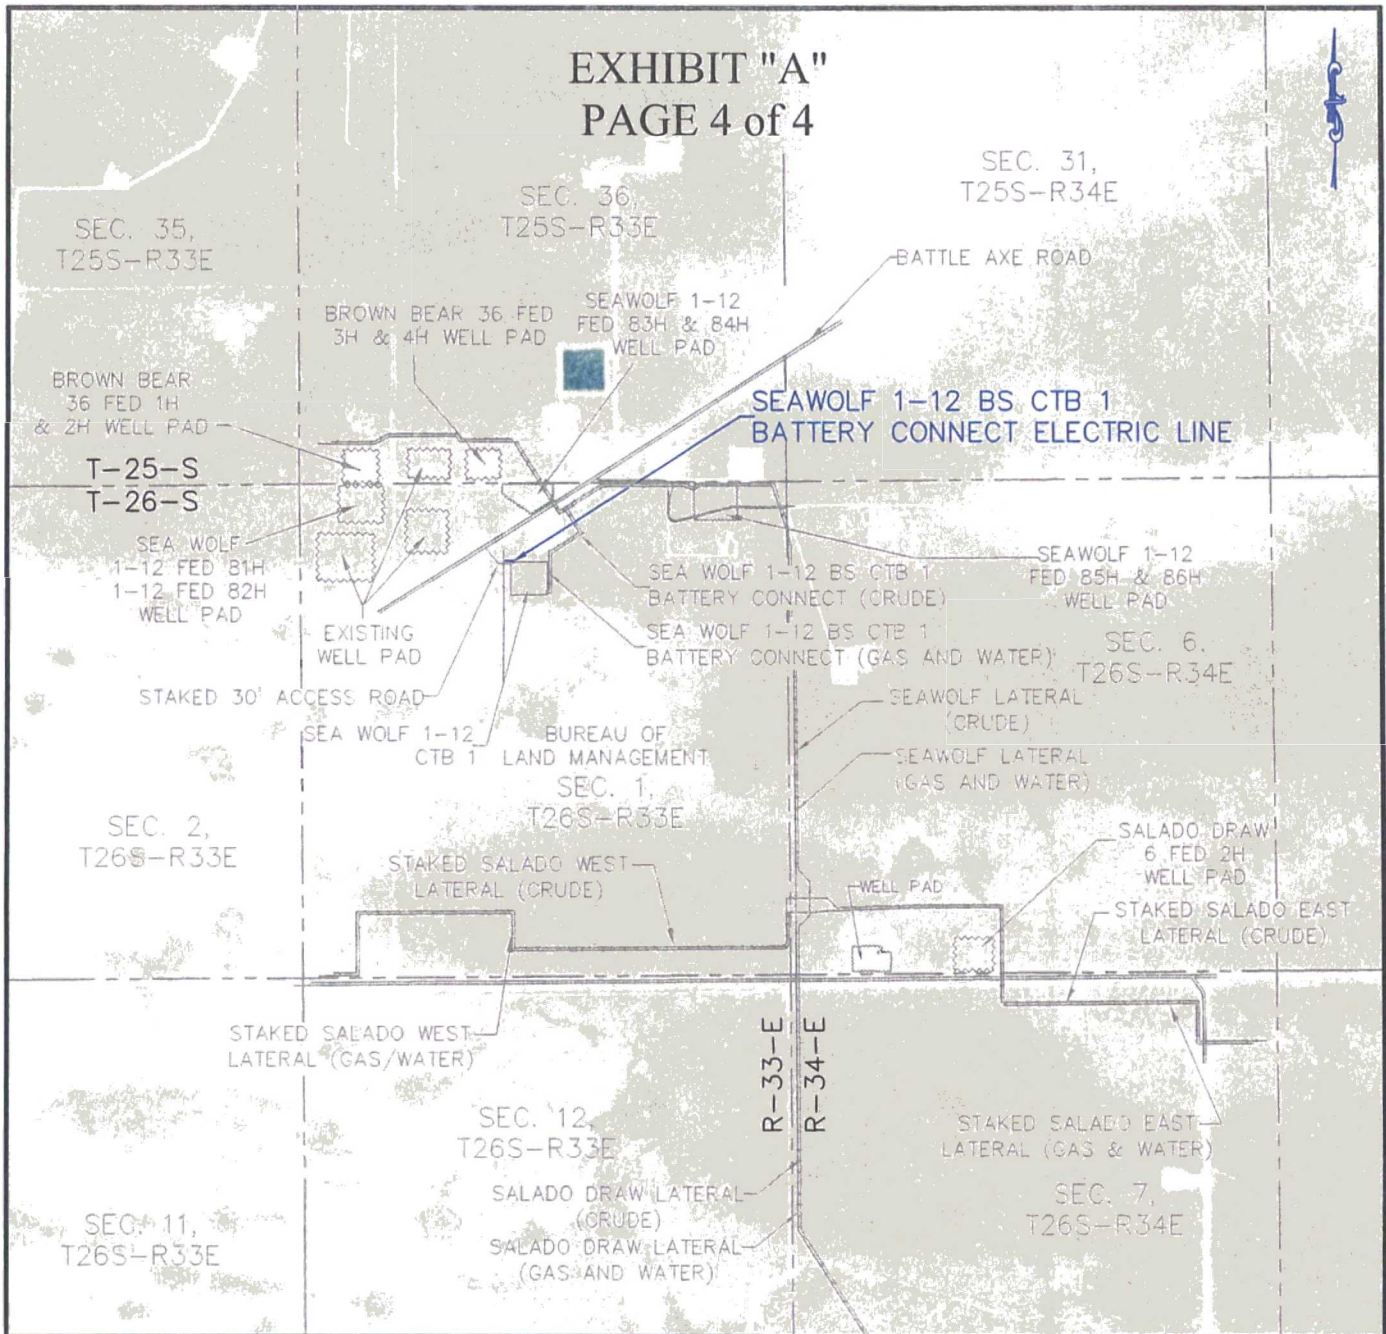 EXHIBIT "A"
PAGE 4 of 4
SEC. 31,
T25S-R34E
SEC. 36,
T25S-R33E
SEC. 35,
T25S-R33E
BATTLE AXE ROAD
BROWN BEAR 36 FED
3H & 4H WELL PAD
SEAWOLF 1-12
FED 83H & 84H
WELL PAD
BROWN BEAR
36 FED 1H
& 2H WELL PAD
SEAWOLF 1-12 BS CTB 1
BATTERY CONNECT ELECTRIC LINE
T-25-S
T-26-S
SEA WOLF
1-12 FED 81H
1-12 FED 82H
WELL PAD
EXISTING
WELL PAD
SEA WOLF 1-12 BS CTB 1
BATTERY CONNECT (CRUDE)
SEAWOLF 1-12
FED 85H & 86H
WELL PAD
SEA WOLF 1-12 BS CTB 1
BATTERY CONNECT (GAS AND WATER)
SEC. 6,
T26S-R34E
STAKED 30' ACCESS ROAD
SEAWOLF LATERAL
(CRUDE)
SEA WOLF 1-12
CTB 1
BUREAU OF
LAND MANAGEMENT
SEC. 1,
T26S-R33E
SEAWOLF LATERAL
(GAS AND WATER)
SEC. 2,
T26S-R33E
SALADO DRAW
6 FED 2H
WELL PAD
STAKED SALADO WEST
LATERAL (CRUDE)
WELL PAD
STAKED SALADO EAST
LATERAL (CRUDE)
STAKED SALADO WEST
LATERAL (GAS/WATER)
R-33-E
R-34-E
SEC. 12,
T26S-R33E
STAKED SALADO EAST
LATERAL (GAS & WATER)
SALADO DRAW LATERAL
(CRUDE)
SEC. 7,
T26S-R34E
SEC. 11,
T26S-R33E
SALADO DRAW LATERAL
(GAS AND WATER)